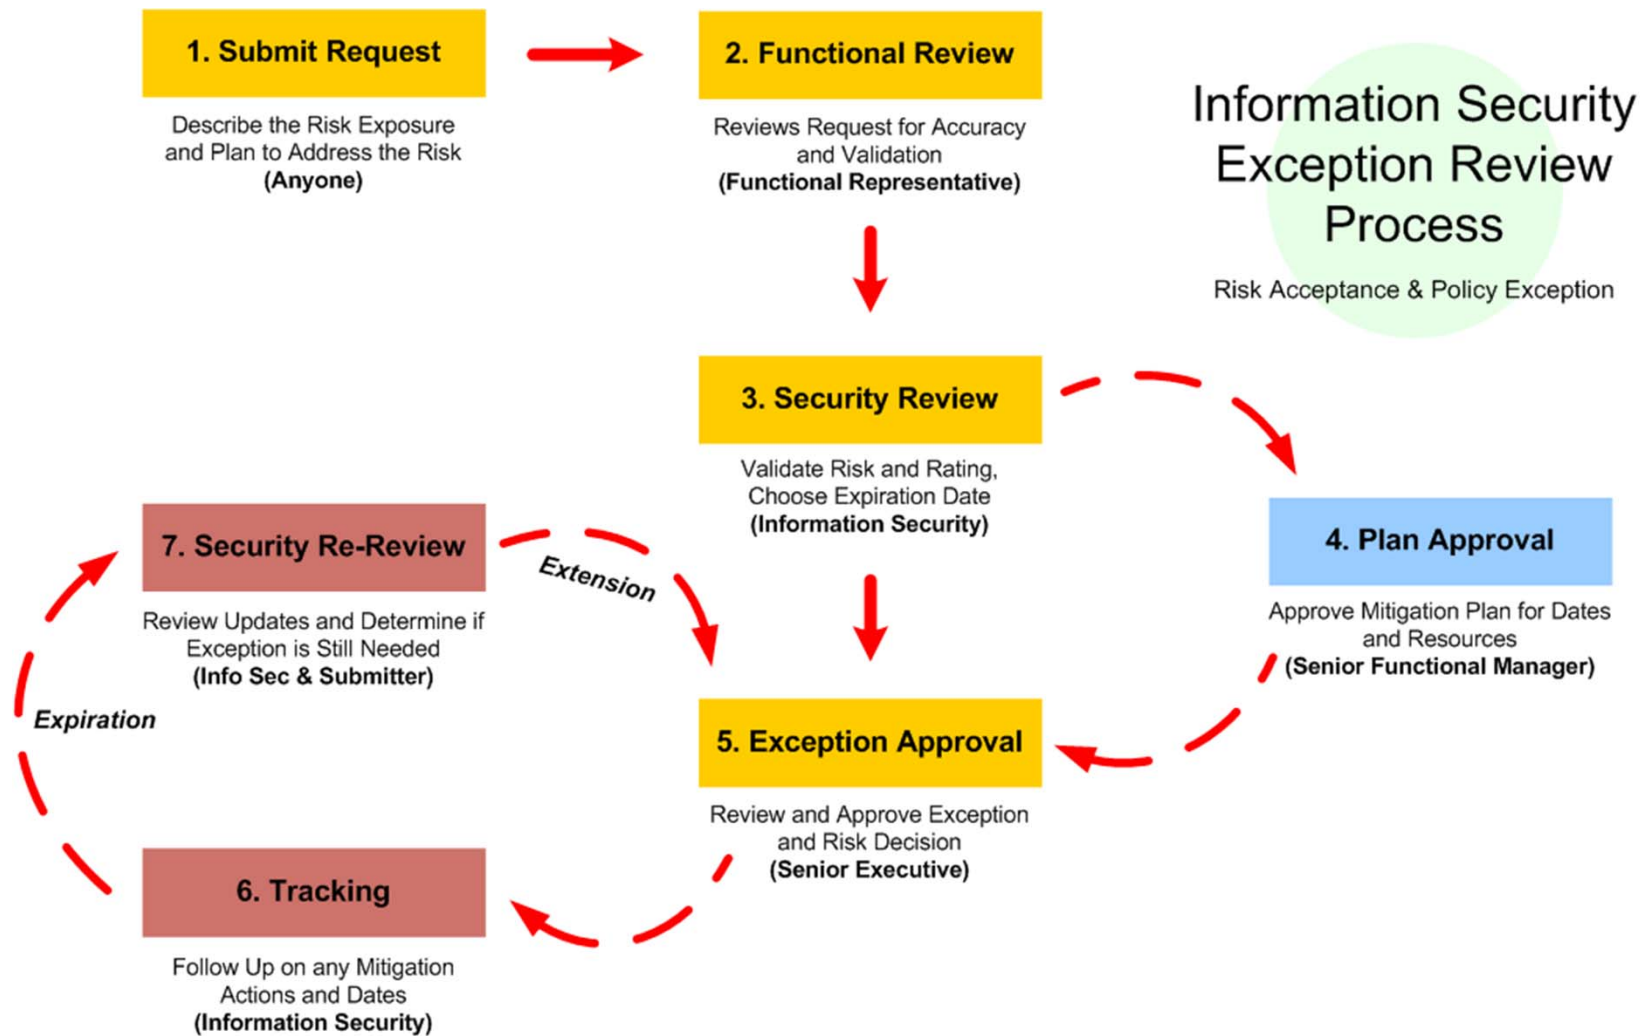 1. Submit Request
Describe the Risk Exposure
and Plan to Address the Risk
(Anyone)
2. Functional Review
Reviews Request for Accuracy
and Validation
(Functional Representative)
Information Security
Exception Review
Process
Risk Acceptance & Policy Exception
3. Security Review
Validate Risk and Rating,
Choose Expiration Date
(Information Security)
4. Plan Approval
Approve Mitigation Plan for Dates
and Resources
(Senior Functional Manager)
7. Security Re-Review
Review Updates and Determine if
Exception is Still Needed
(Info Sec & Submitter)
Extension
Expiration
5. Exception Approval
Review and Approve Exception
and Risk Decision
(Senior Executive)
6. Tracking
Follow Up on any Mitigation
Actions and Dates
(Information Security)